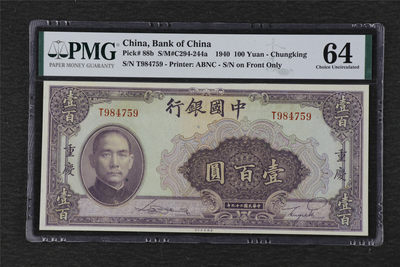 PMG
PAPER MONEY GUARANTY
China, Bank of China
Pick# 88b S/M#C294-244a 1940 100 Yuan - Chungking
S/N T984759 - Printer: ABNC - S/N on Front Only
64
Choice Uncirculated
行銀國中
T984759
T984759
壹百
壹百
重慶
重慶
圓百壹
壹百
壹百